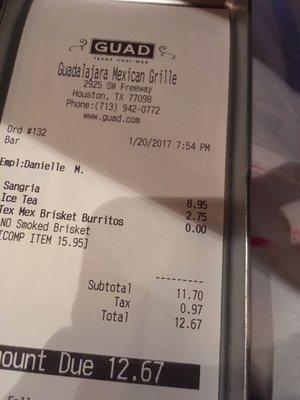 GUAD
TEXAS CHEF-MEX
Guadalajara Mexican Grille
2925 SW Freeway
Houston, TX 77098
Phone:(713) 942-0772
www.guad.com
Ord #132
Bar 1/20/2017 7:54 PM
Empl:Danielle M.
Sangria 8.95
Ice Tea 2.75
Tex Mex Brisket Burritos 0.00
NO Smoked Brisket
[COMP ITEM 15.95]
Subtotal 11.70
Tax 0.97
Total 12.67
ount Due 12.67